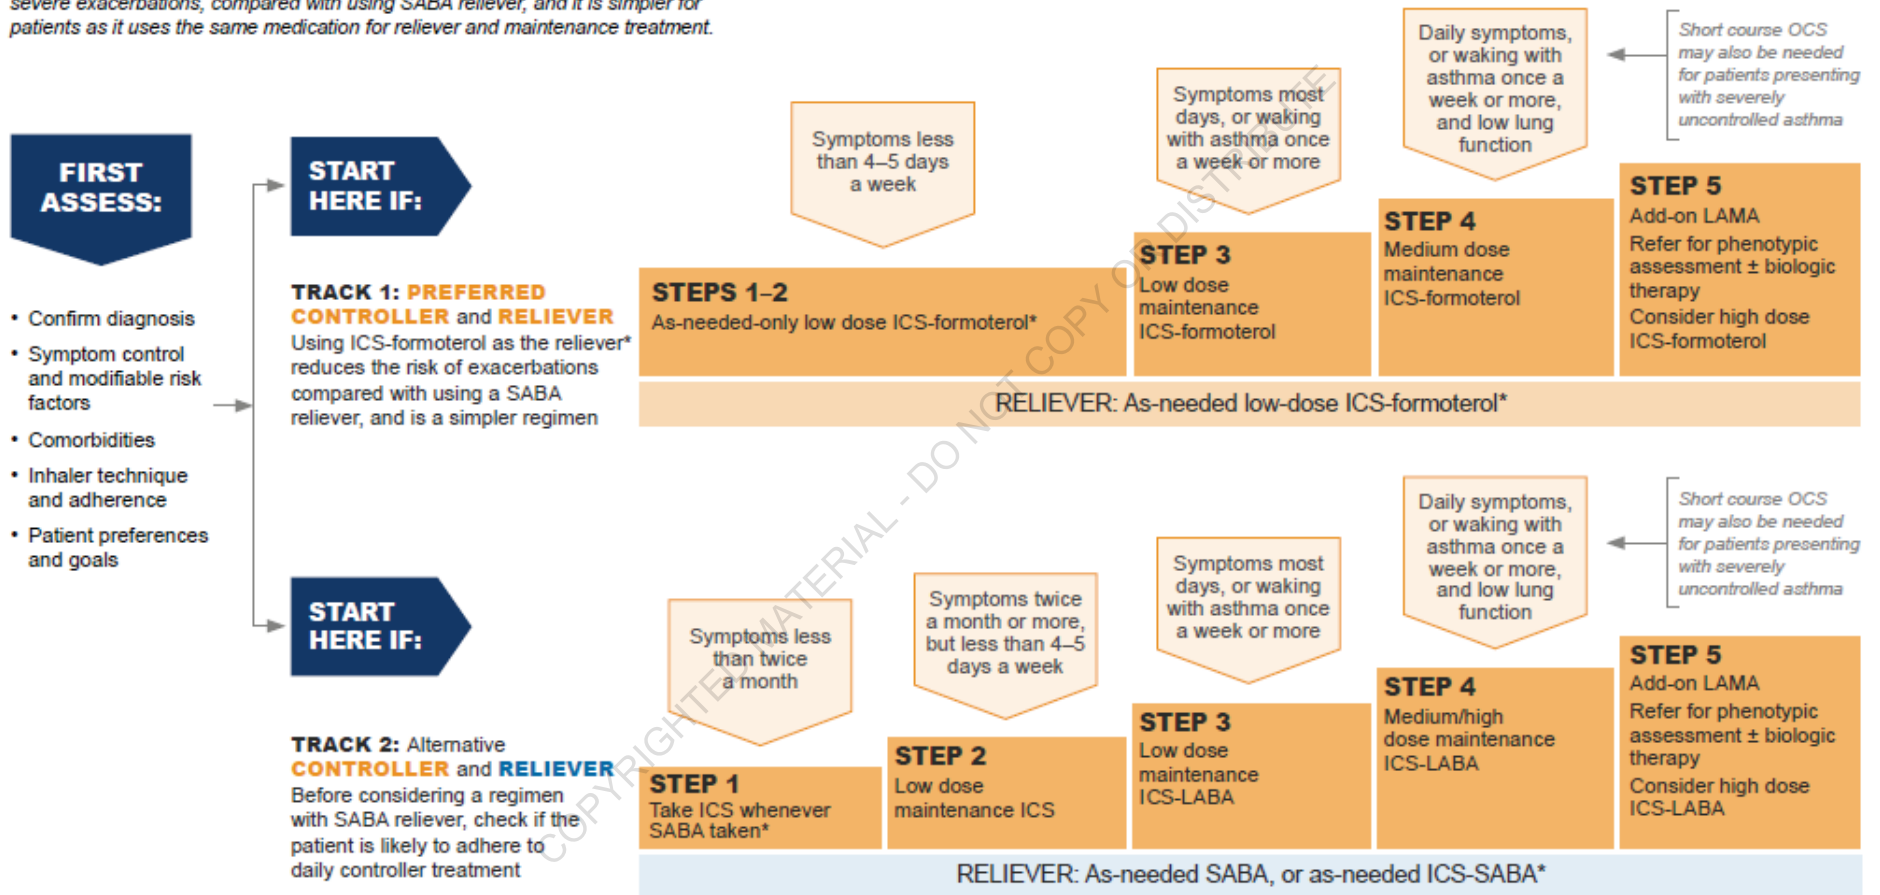 severe exacerbations, compared with using SABA reliever, and it is simpler for
patients as it uses the same medication for reliever and maintenance treatment.
FIRST
ASSESS:
• Confirm diagnosis
• Symptom control
and modifiable risk
factors
• Comorbidities
• Inhaler technique
and adherence
• Patient preferences
and goals
START
HERE IF:
Symptoms less
than 4–5 days
a week
Symptoms most
days, or waking
with asthma once
a week or more
Daily symptoms,
or waking with
asthma once a
week or more,
and low lung
function
Short course OCS
may also be needed
for patients presenting
with severely
uncontrolled asthma
TRACK 1: PREFERRED
CONTROLLER and RELIEVER
Using ICS-formoterol as the reliever*
reduces the risk of exacerbations
compared with using a SABA
reliever, and is a simpler regimen
STEPS 1–2
As-needed-only low dose ICS-formoterol*
STEP 3
Low dose
maintenance
ICS-formoterol
STEP 4
Medium dose
maintenance
ICS-formoterol
STEP 5
Add-on LAMA
Refer for phenotypic
assessment ± biologic
therapy
Consider high dose
ICS-formoterol
RELIEVER: As-needed low-dose ICS-formoterol*
START
HERE IF:
Symptoms less
than twice
a month
Symptoms twice
a month or more,
but less than 4–5
days a week
Symptoms most
days, or waking
with asthma once
a week or more
Daily symptoms,
or waking with
asthma once a
week or more,
and low lung
function
Short course OCS
may also be needed
for patients presenting
with severely
uncontrolled asthma
TRACK 2: Alternative
CONTROLLER and RELIEVER
Before considering a regimen
with SABA reliever, check if the
patient is likely to adhere to
daily controller treatment
STEP 1
Take ICS whenever
SABA taken*
STEP 2
Low dose
maintenance ICS
STEP 3
Low dose
maintenance
ICS-LABA
STEP 4
Medium/high
dose maintenance
ICS-LABA
STEP 5
Add-on LAMA
Refer for phenotypic
assessment ± biologic
therapy
Consider high dose
ICS-LABA
RELIEVER: As-needed SABA, or as-needed ICS-SABA*
COPYRIGHTED MATERIAL - DO NOT COPY OR DISTRIBUTE